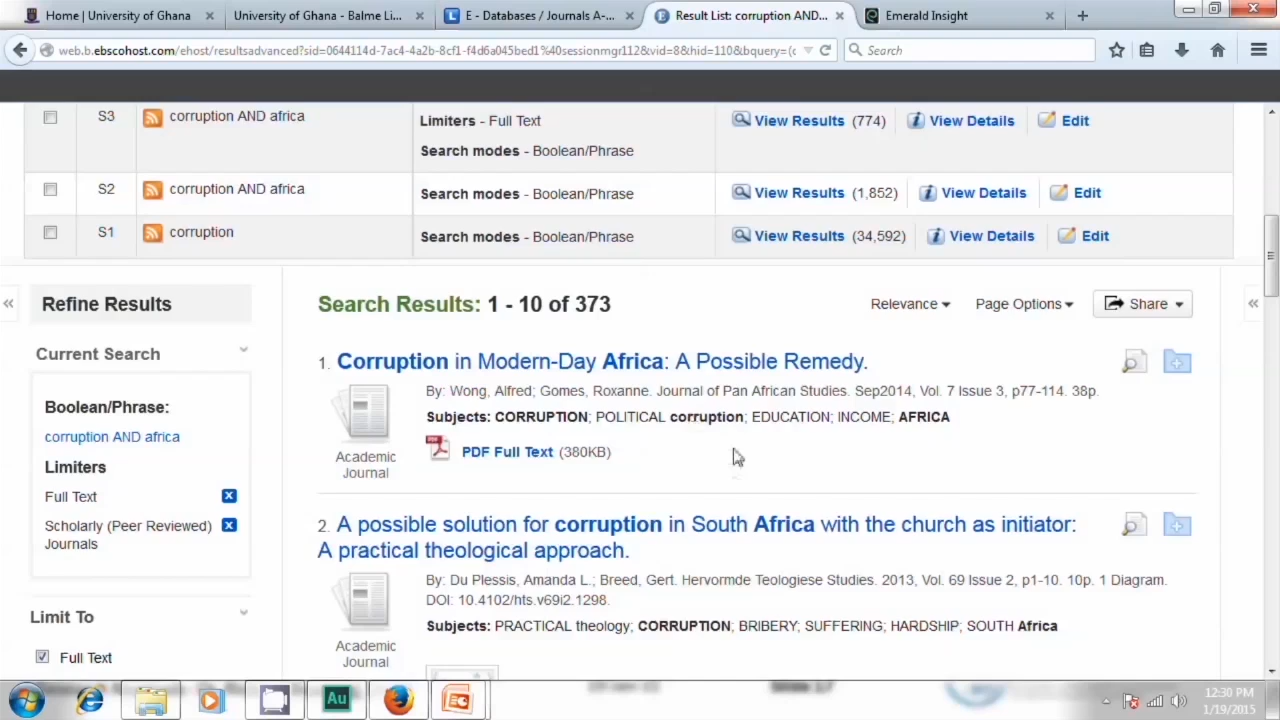 Home | University of Ghana
University of Ghana - Balme Li...
E - Databases / Journals A-...
Result List: corruption AND...
Emerald Insight
web.b.ebscohost.com/ehost/resultsadvanced?sid=0644114d-7ac4-4a2b-8cf1-f4d6a045bed1%40sessionmgr112&vid=8&hid=110&bquery=(c
Search
S3 corruption AND africa Limiters - Full Text View Results (774) View Details Edit
Search modes - Boolean/Phrase
S2 corruption AND africa Search modes - Boolean/Phrase View Results (1,852) View Details Edit
S1 corruption Search modes - Boolean/Phrase View Results (34,592) View Details Edit
Refine Results
Current Search
Boolean/Phrase:
corruption AND africa
Limiters
Full Text
Scholarly (Peer Reviewed)
Journals
Limit To
Full Text
Search Results: 1 - 10 of 373
Relevance
Page Options
Share
1. Corruption in Modern-Day Africa: A Possible Remedy.
By: Wong, Alfred; Gomes, Roxanne. Journal of Pan African Studies. Sep2014, Vol. 7 Issue 3, p77-114. 38p.
Subjects: CORRUPTION; POLITICAL corruption; EDUCATION; INCOME; AFRICA
Academic
Journal
PDF Full Text (380KB)
2. A possible solution for corruption in South Africa with the church as initiator:
A practical theological approach.
By: Du Plessis, Amanda L.; Breed, Gert. Hervormde Teologiese Studies. 2013, Vol. 69 Issue 2, p1-10. 10p. 1 Diagram.
DOI: 10.4102/hts.v69i2.1298.
Subjects: PRACTICAL theology; CORRUPTION; BRIBERY; SUFFERING; HARDSHIP; SOUTH Africa
Academic
Journal
Au
12:30 PM
1/19/2015